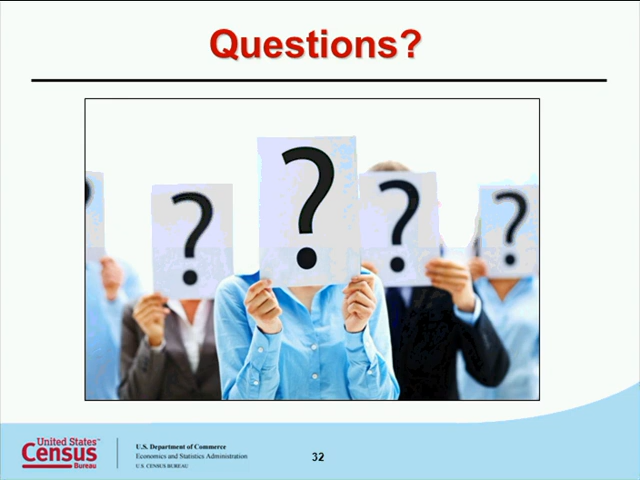 Questions?
?
?
?
?
?
United States™
Census
Bureau
U.S. Department of Commerce
Economics and Statistics Administration
U.S. CENSUS BUREAU
32